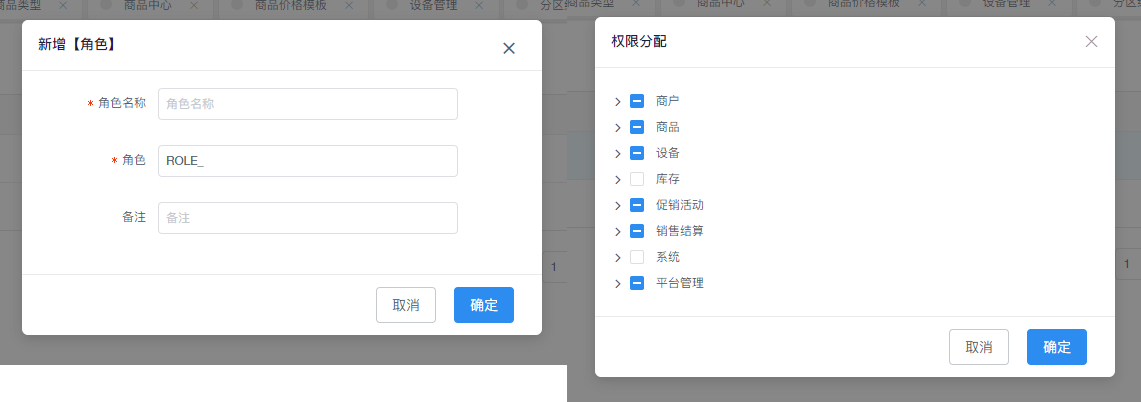 商品类型
商品中心
商品价格模板
设备管理
新增【角色】
* 角色名称
角色名称
* 角色
ROLE_
备注
备注
取消
确定
1
商品类型
商品中心
商品价格模板
设备管理
权限分配
商户
商品
设备
库存
促销活动
销售结算
系统
平台管理
取消
确定
1